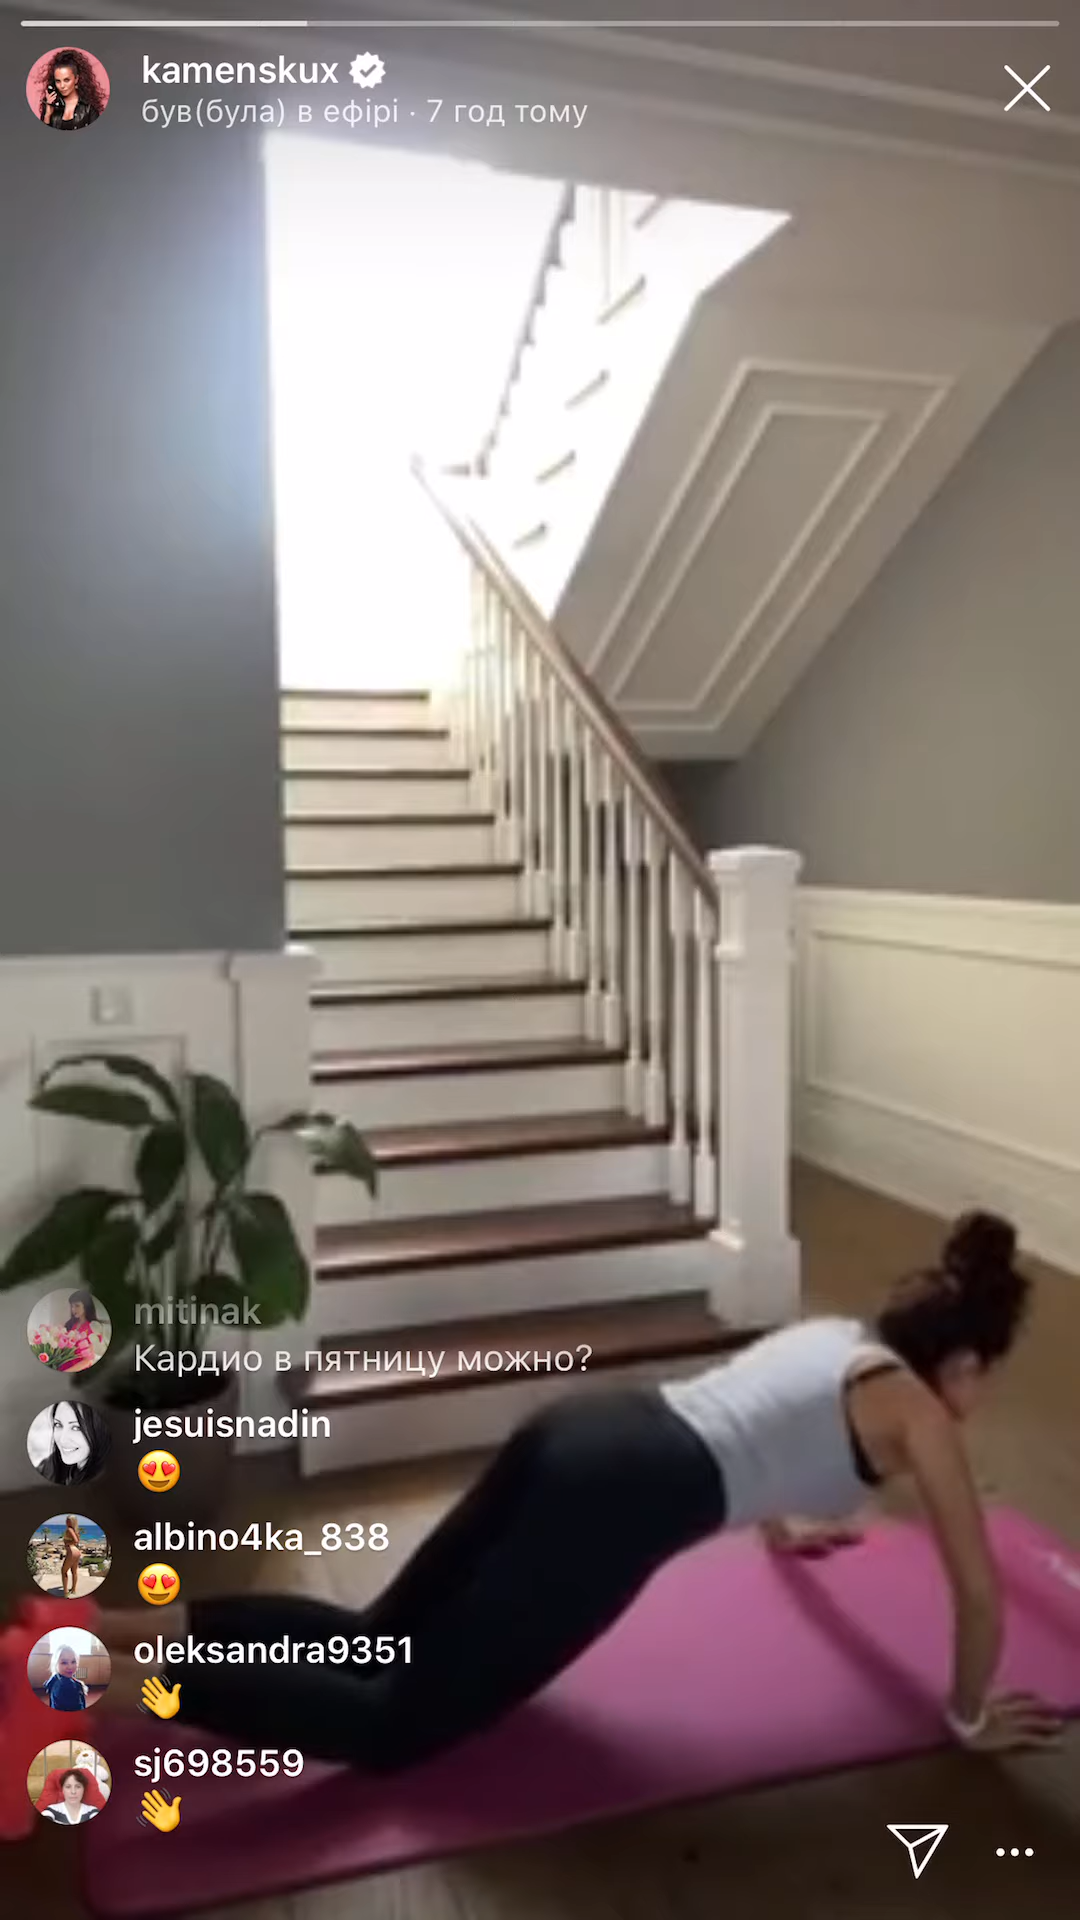 kamenskux
був(була) в ефірі · 7 год тому
mitinak
Кардио в пятницу можно?
jesuisnadin
😍
albino4ka_838
😍
oleksandra9351
👋
sj698559
👋